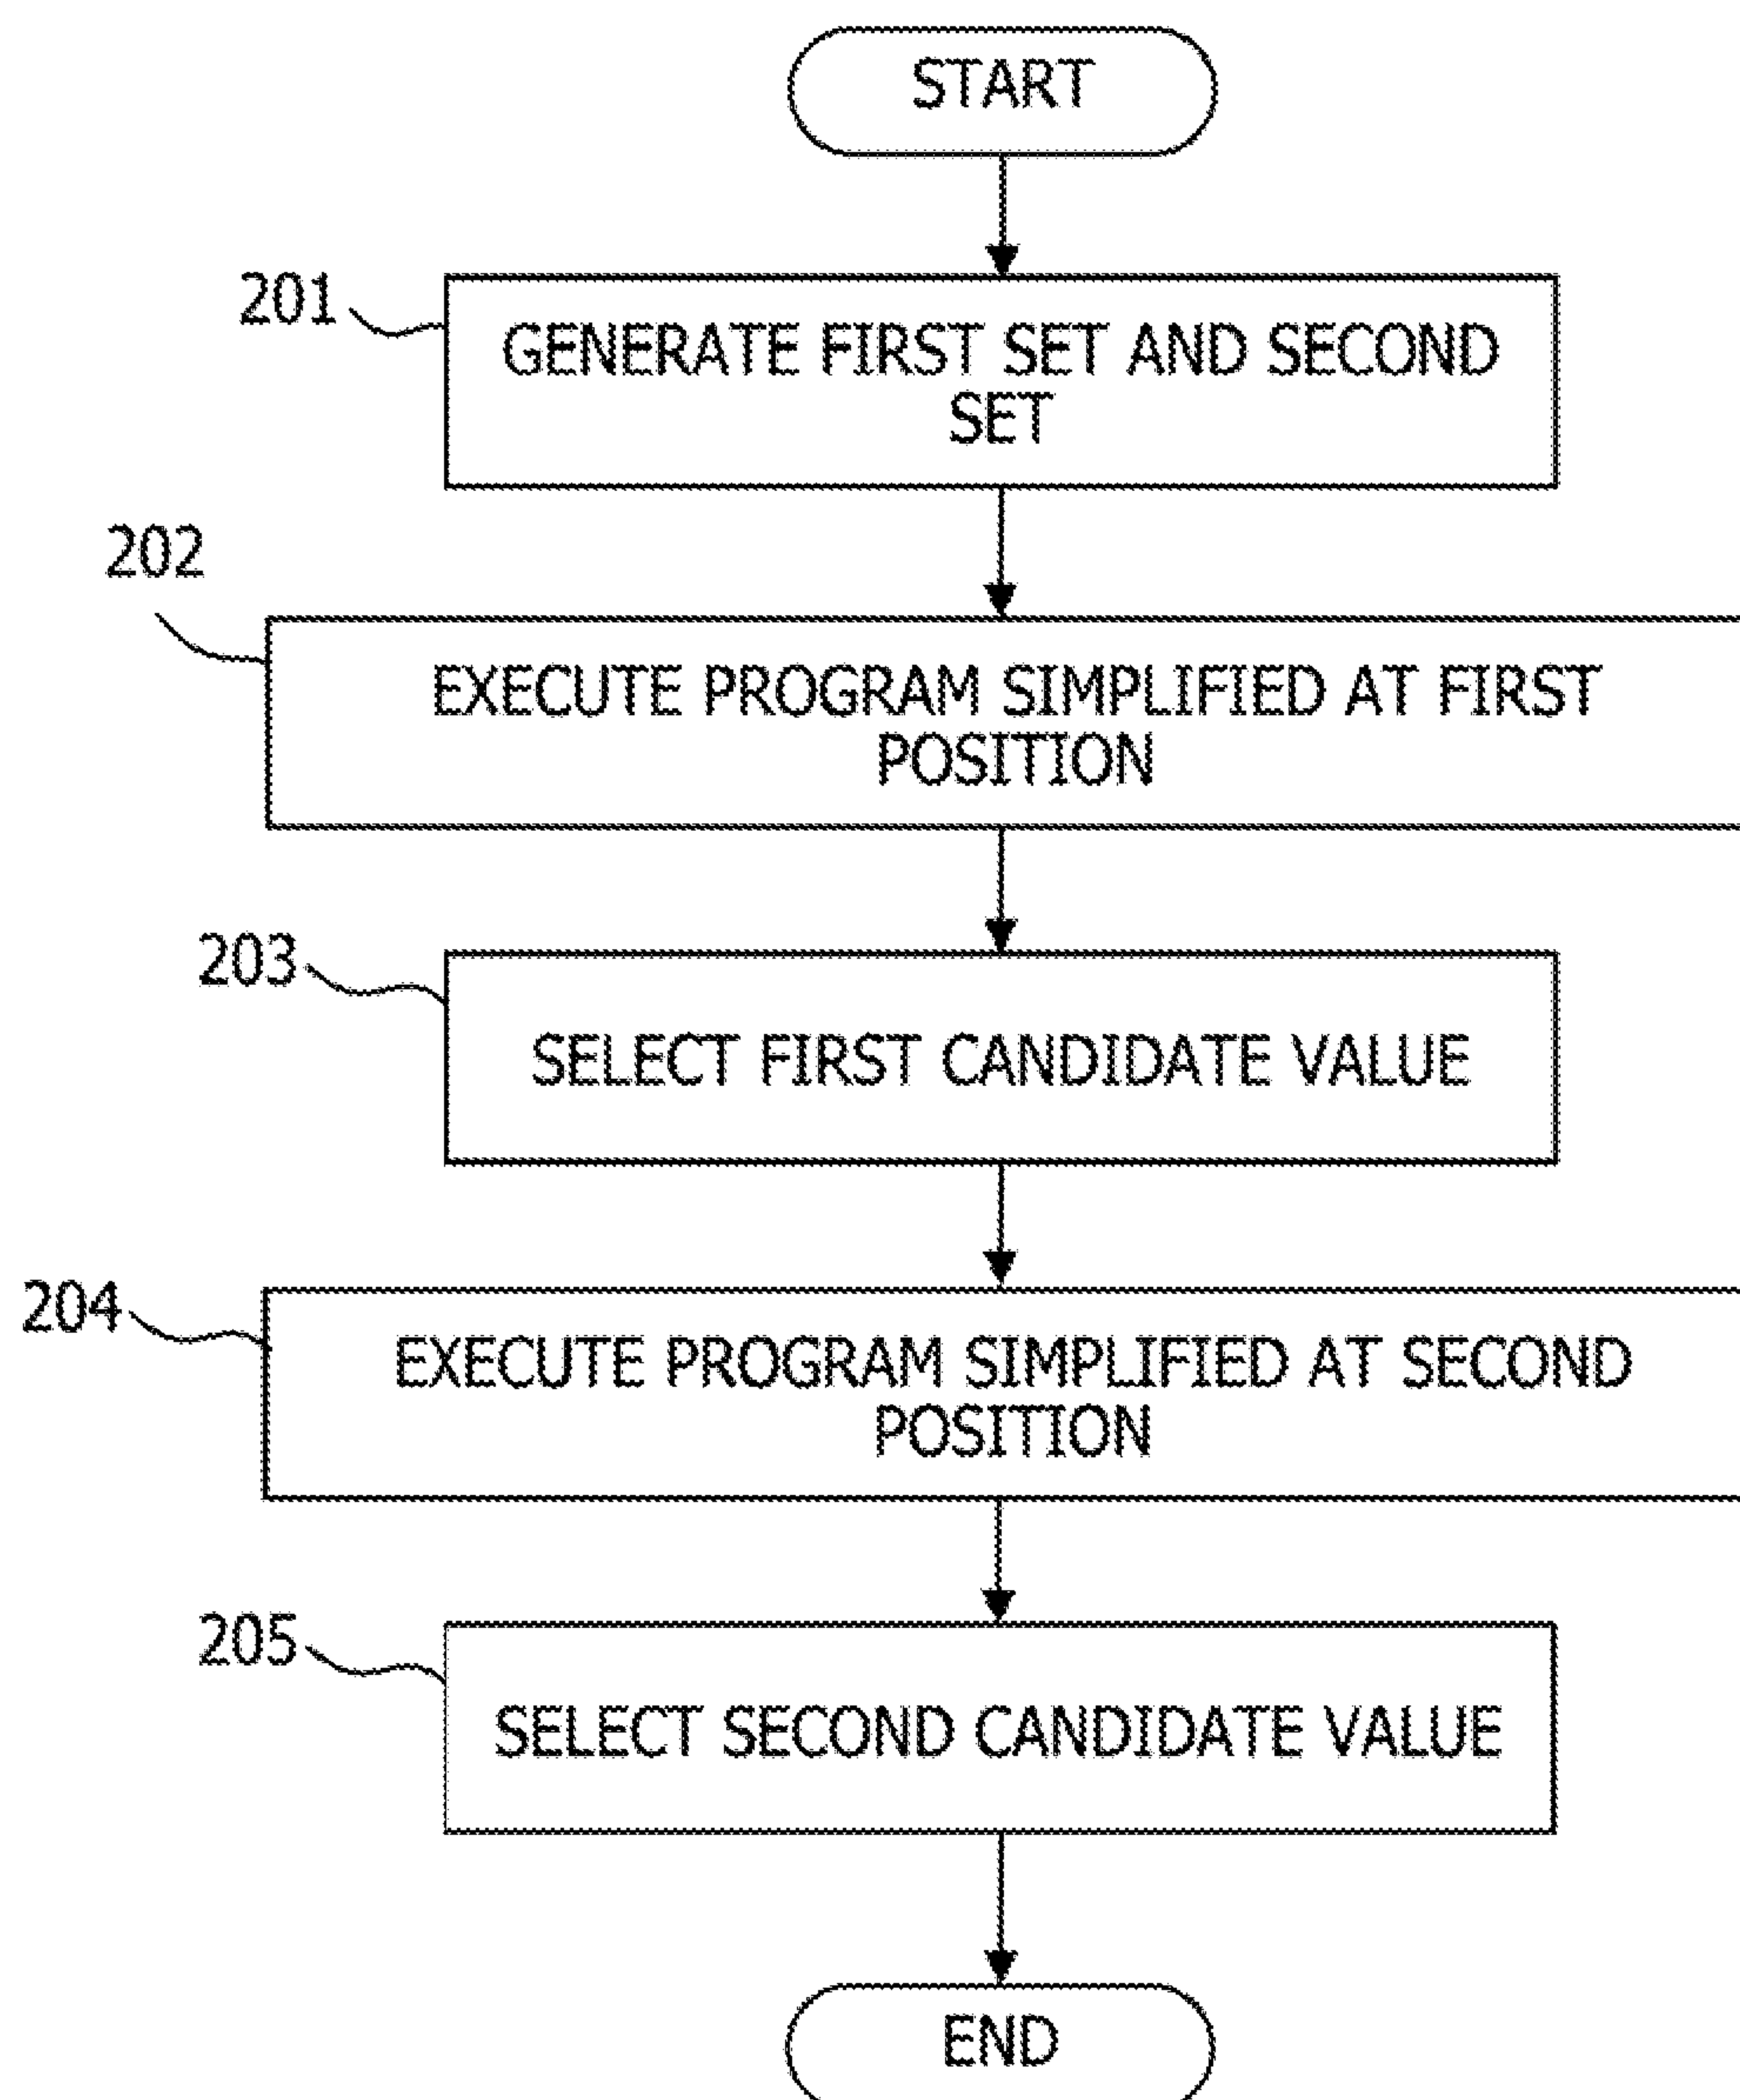 START
201
GENERATE FIRST SET AND SECOND
SET
202
EXECUTE PROGRAM SIMPLIFIED AT FIRST
POSITION
203
SELECT FIRST CANDIDATE VALUE
204
EXECUTE PROGRAM SIMPLIFIED AT SECOND
POSITION
205
SELECT SECOND CANDIDATE VALUE
END